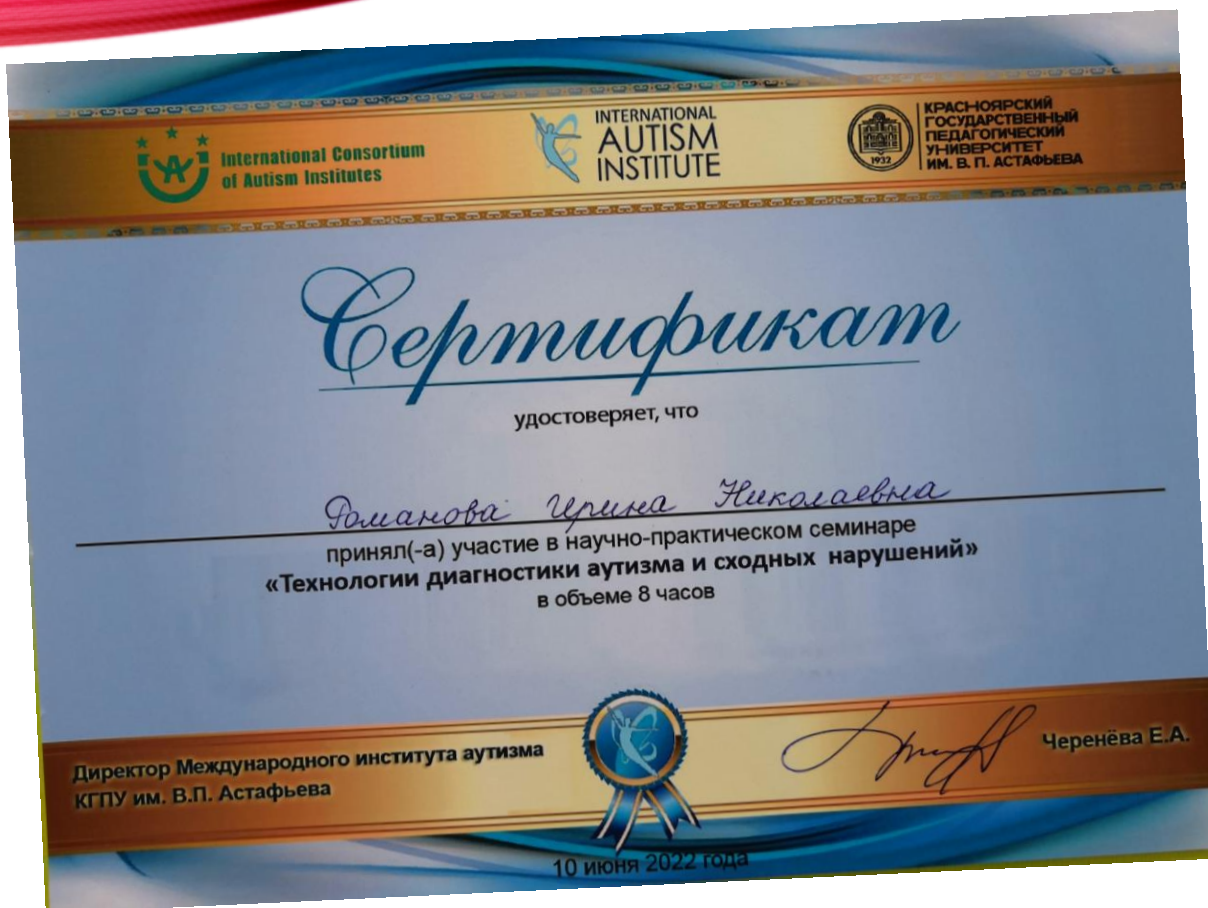 International Consortium
of Autism Institutes
INTERNATIONAL
AUTISM
INSTITUTE
1932
КРАСНОЯРСКИЙ
ГОСУДАРСТВЕННЫЙ
ПЕДАГОГИЧЕСКИЙ
УНИВЕРСИТЕТ
ИМ. В. П. АСТАФЬЕВА
Сертификат
удостоверяет, что
Романова Ирина Николаевна
принял(-а) участие в научно-практическом семинаре
«Технологии диагностики аутизма и сходных нарушений»
в объеме 8 часов
Директор Международного института аутизма
КГПУ им. В.П. Астафьева
Черенёва Е.А.
10 июня 2022 года